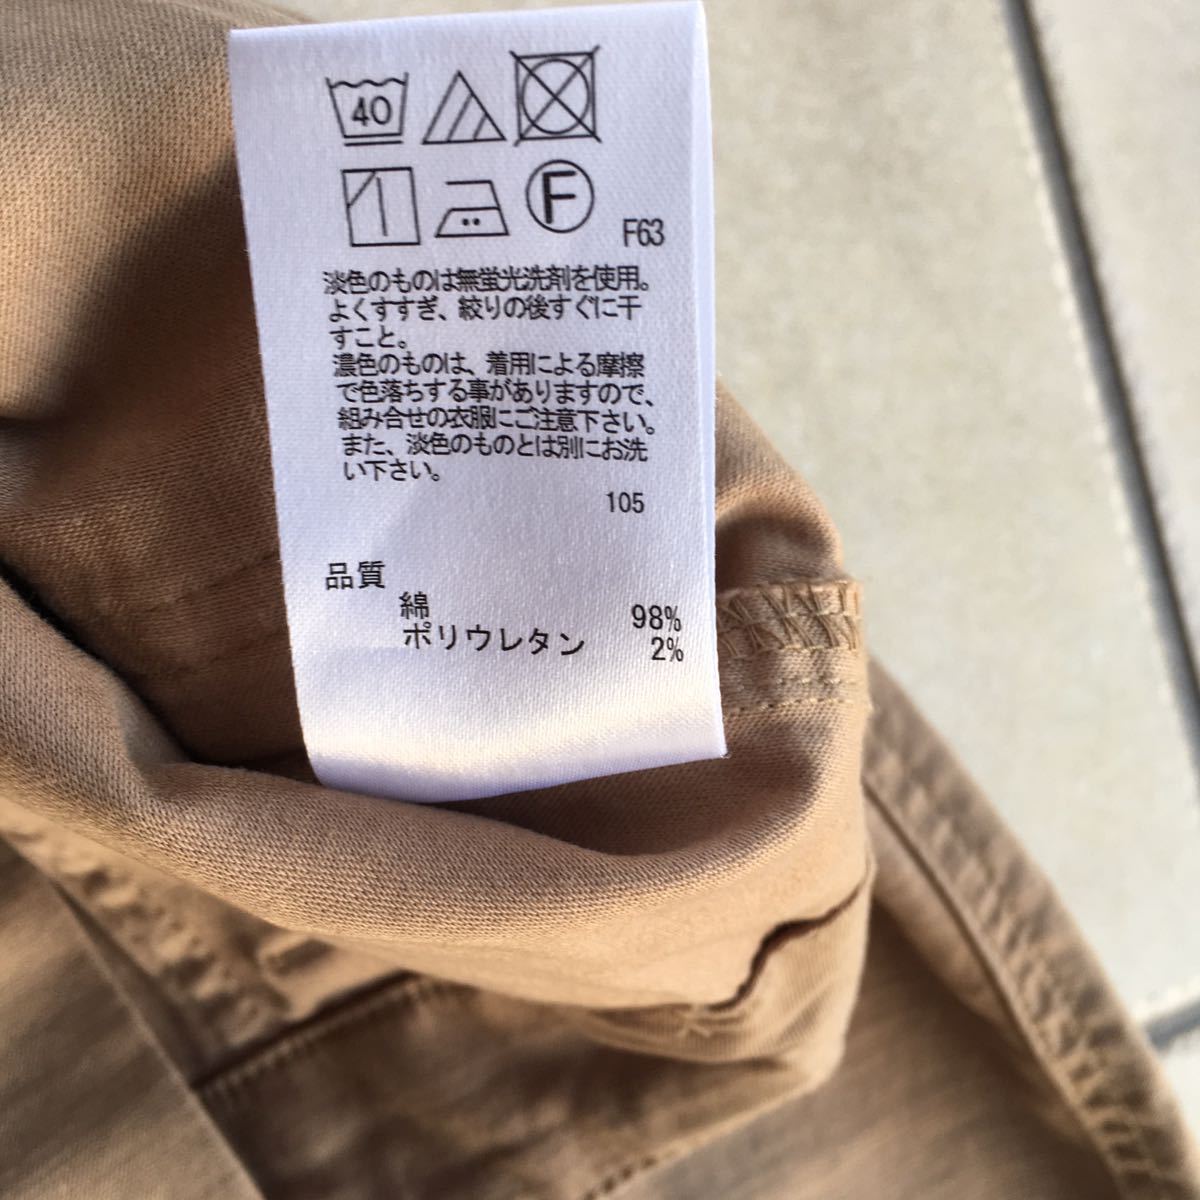 40
F
F63
淡色のものは無蛍光洗剤を使用。
よくすすぎ、絞りの後すぐに干
すこと。
濃色のものは、着用による摩擦
で色落ちする事がありますので、
組み合せの衣服にご注意下さい。
また、淡色のものとは別にお洗
い下さい。
105
品質
綿 98%
ポリウレタン 2%